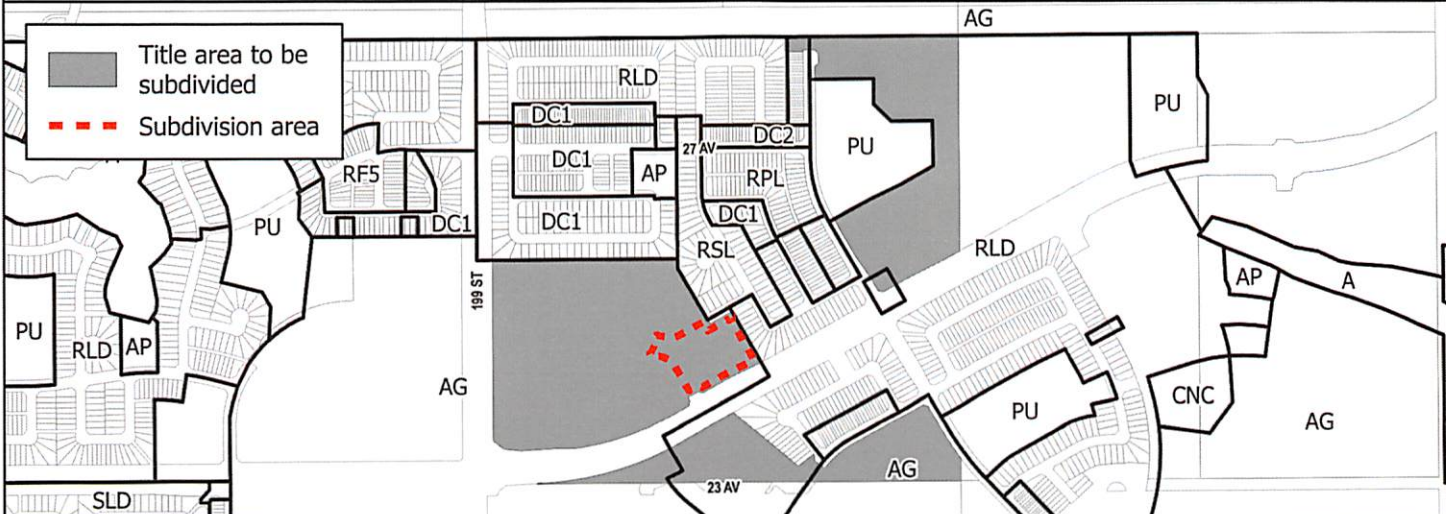 AG
Title area to be
subdivided
Subdivision area
RLD
DC1
DC2
27 AV
PU
PU
DC1
AP
RPL
RF5
PU
DC1
DC1
DC1
RSL
RLD
199 ST
AP
A
PU
RLD
AP
AG
CNC
PU
AG
AG
23 AV
SLD